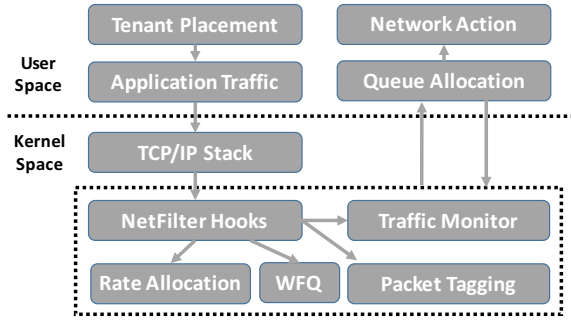 Tenant Placement
Network Action
User
Space
Application Traffic
Queue Allocation
Kernel
Space
TCP/IP Stack
NetFilter Hooks
Traffic Monitor
Rate Allocation
WFQ
Packet Tagging